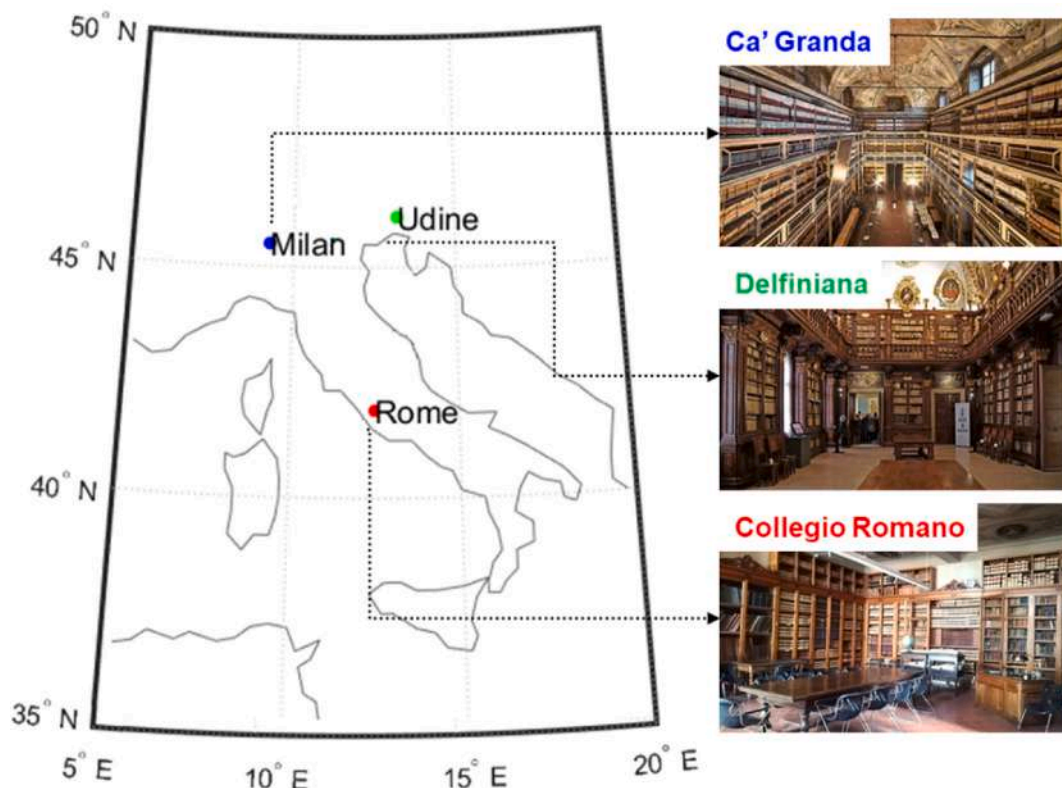 50° N
Ca' Granda
Udine
Milan
45° N
Delfiniana
Rome
40° N
Collegio Romano
35° N
5° E
10° E
15° E
20° E